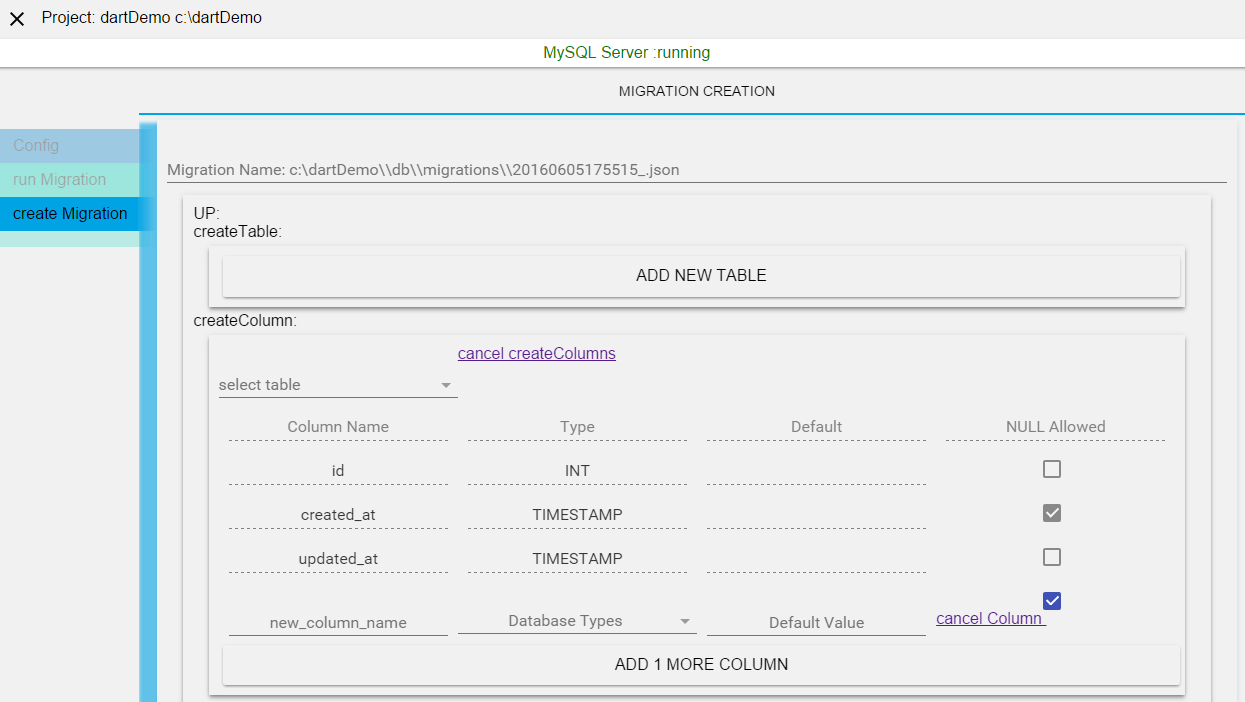 Project: dartDemo c:\dartDemo
MySQL Server :running
MIGRATION CREATION
Config
run Migration
create Migration
Migration Name: c:\dartDemo\\db\\migrations\\20160605175515_.json
UP:
createTable:
ADD NEW TABLE
createColumn:
cancel createColumns
select table
Column Name Type Default NULL Allowed
id INT
created_at TIMESTAMP
updated_at TIMESTAMP
new_column_name Database Types Default Value cancel Column
ADD 1 MORE COLUMN